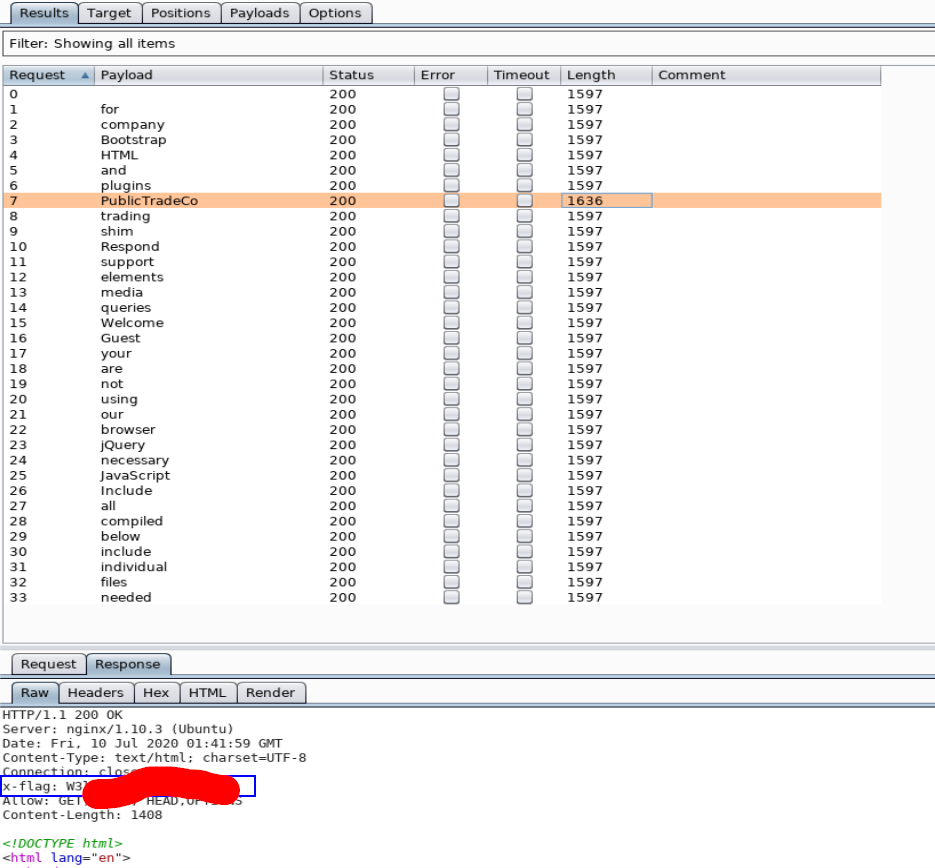 Results Target Positions Payloads Options
Filter: Showing all items
Request Payload Status Error Timeout Length Comment
0 200 1597
1 for 200 1597
2 company 200 1597
3 Bootstrap 200 1597
4 HTML 200 1597
5 and 200 1597
6 plugins 200 1597
7 PublicTradeCo 200 1636
8 trading 200 1597
9 shim 200 1597
10 Respond 200 1597
11 support 200 1597
12 elements 200 1597
13 media 200 1597
14 queries 200 1597
15 Welcome 200 1597
16 Guest 200 1597
17 your 200 1597
18 are 200 1597
19 not 200 1597
20 using 200 1597
21 our 200 1597
22 browser 200 1597
23 jQuery 200 1597
24 necessary 200 1597
25 JavaScript 200 1597
26 Include 200 1597
27 all 200 1597
28 compiled 200 1597
29 below 200 1597
30 include 200 1597
31 individual 200 1597
32 files 200 1597
33 needed 200 1597
Request Response
Raw Headers Hex HTML Render
HTTP/1.1 200 OK
Server: nginx/1.10.3 (Ubuntu)
Date: Fri, 10 Jul 2020 01:41:59 GMT
Content-Type: text/html; charset=UTF-8
Connection:
x-flag:
Allow: GET, HEAD,
Content-Length: 1408
<!DOCTYPE html>
<html lang="en">